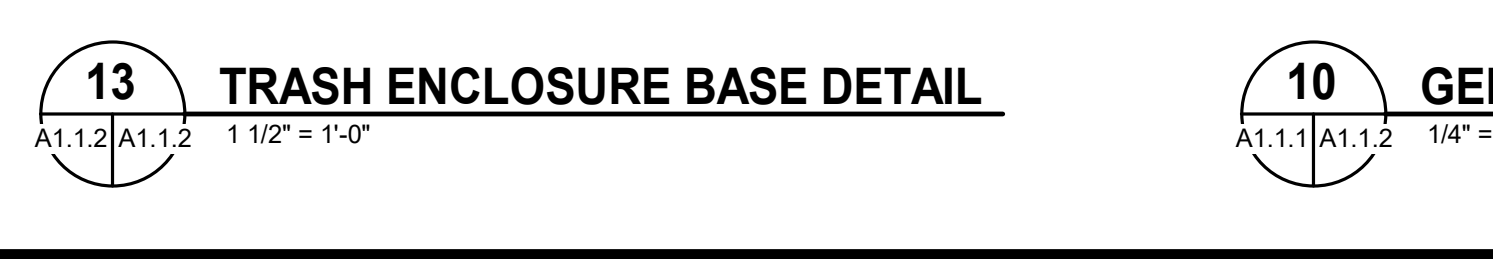 13 TRASH ENCLOSURE BASE DETAIL
A1.1.2 A1.1.2 1 1/2" = 1'-0"
10
A1.1.1 A1.1.2 1/4" =